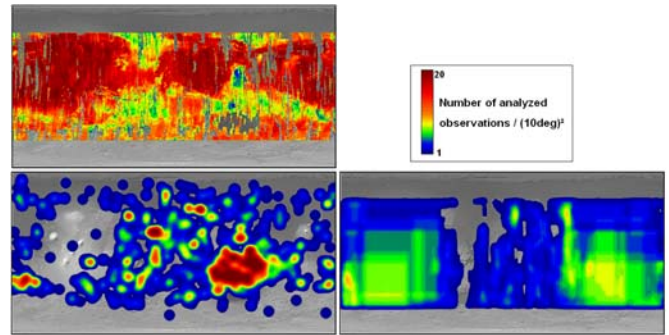 20
Number of analyzed
observations / (10deg)²
1